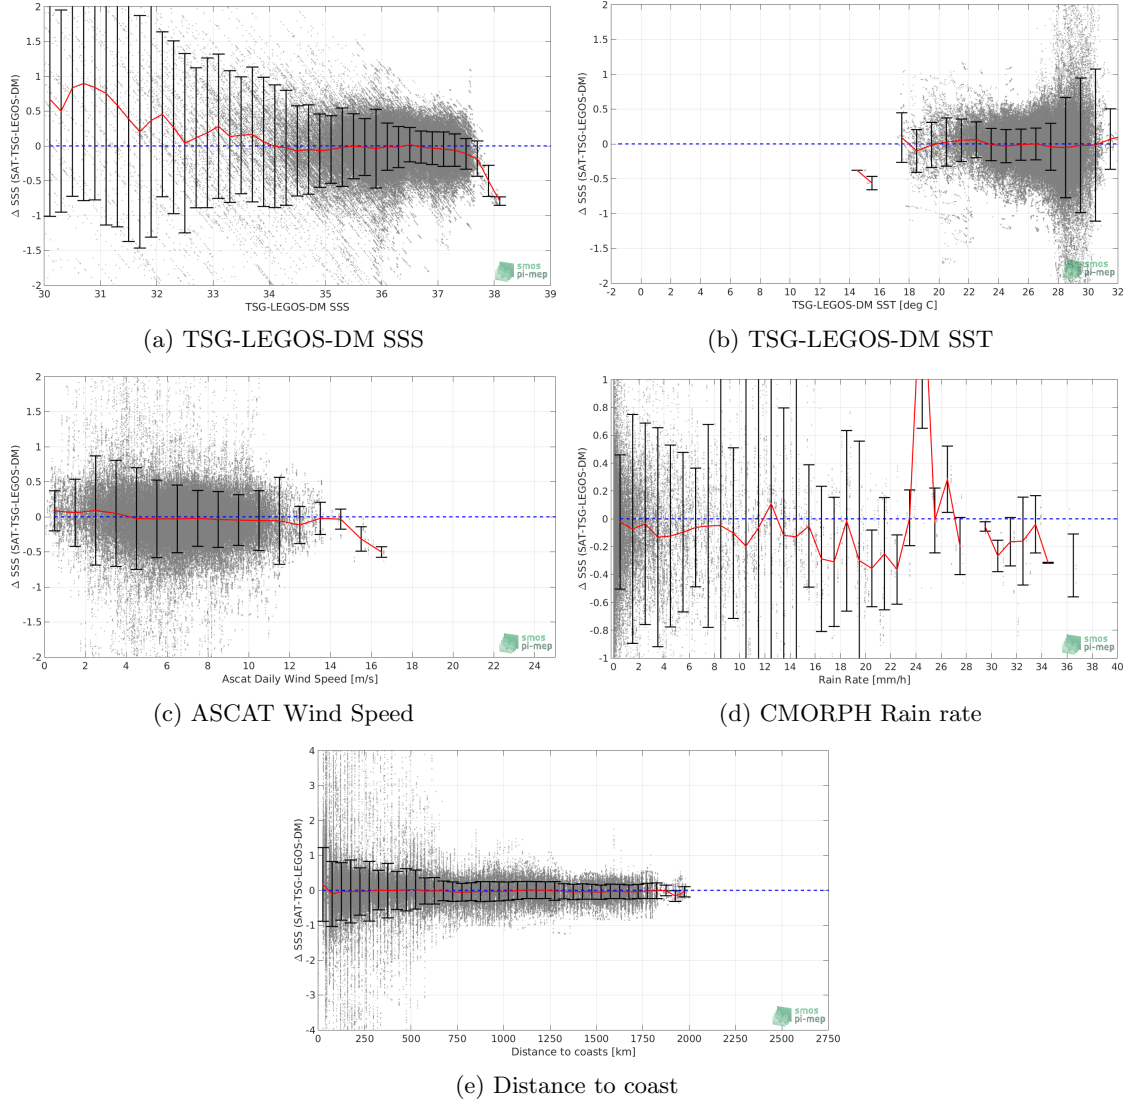 2
1.5
1
0.5
0
-0.5
-1
-1.5
-2
Δ SSS (SAT-TSG-LEGOS-DM)
30 31 32 33 34 35 36 37 38 39
TSG-LEGOS-DM SSS
smos
pi-mep
(a) TSG-LEGOS-DM SSS
2
1.5
1
0.5
0
-0.5
-1
-1.5
-2
Δ SSS (SAT-TSG-LEGOS-DM)
-2 0 2 4 6 8 10 12 14 16 18 20 22 24 26 28 30 32
TSG-LEGOS-DM SST [deg C]
smos
pi-mep
(b) TSG-LEGOS-DM SST
2
1.5
1
0.5
0
-0.5
-1
-1.5
-2
Δ SSS (SAT-TSG-LEGOS-DM)
0 2 4 6 8 10 12 14 16 18 20 22 24
Ascat Daily Wind Speed [m/s]
smos
pi-mep
(c) ASCAT Wind Speed
1
0.8
0.6
0.4
0.2
0
-0.2
-0.4
-0.6
-0.8
-1
Δ SSS (SAT-TSG-LEGOS-DM)
0 2 4 6 8 10 12 14 16 18 20 22 24 26 28 30 32 34 36 38 40
Rain Rate [mm/h]
smos
pi-mep
(d) CMORPH Rain rate
4
3
2
1
0
-1
-2
-3
-4
Δ SSS (SAT-TSG-LEGOS-DM)
0 250 500 750 1000 1250 1500 1750 2000 2250 2500 2750
Distance to coasts [km]
smos
pi-mep
(e) Distance to coast